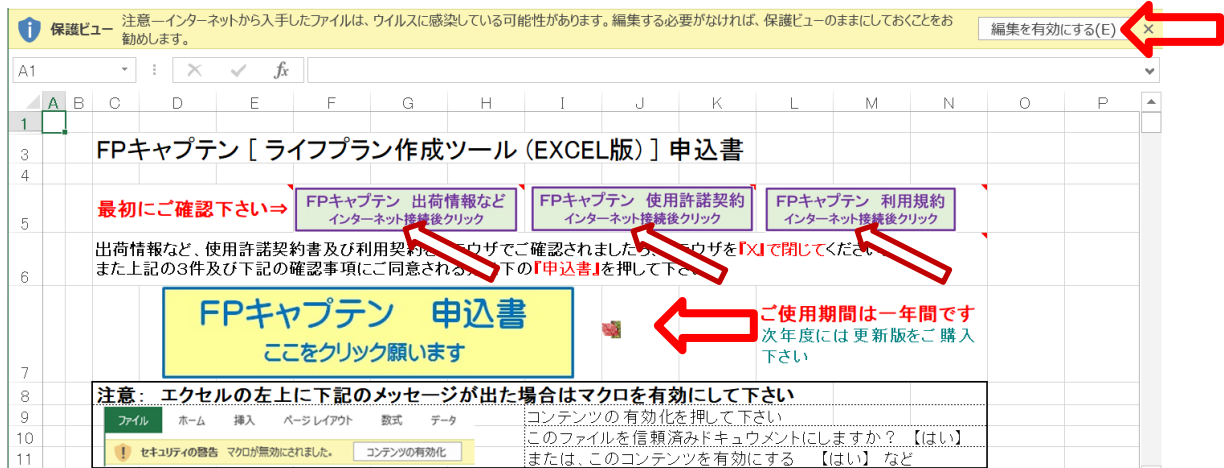 保護ビュー 注意―インターネットから入手したファイルは、ウイルスに感染している可能性があります。編集する必要がなければ、保護ビューのままにしておくことをお
勧めします。
編集を有効にする(E)
A1
fx
A B C D E F G H I J K L M N O P
1
3 FPキャプテン [ ライフプラン作成ツール (EXCEL版) ] 申込書
4
5 最初にご確認下さい⇒
FPキャプテン 出荷情報など
インターネット接続後クリック
FPキャプテン 使用許諾契約
インターネット接続後クリック
FPキャプテン 利用規約
インターネット接続後クリック
出荷情報など、使用許諾契約書及び利用契約を ラウザでご確認されましたら、 ラウザを『X』で閉じてくださ
6 また上記の3件及び下記の確認事項にご同意される 下の『申込書』を押して下さ
7
FPキャプテン 申込書
ここをクリック願います
ご使用期間は一年間です
次年度には更新版をご購入
下さい
8 注意： エクセルの左上に下記のメッセージが出た場合はマクロを有効にして下さい
9 ファイル ホーム 挿入 ページ レイアウト 数式 データ
コンテンツの有効化を押して下さい
10 このファイルを信頼済みドキュウメントにしますか？ 【はい】
11 セキュリティの警告 マクロが無効にされました。 コンテンツの有効化
または、このコンテンツを有効にする 【はい】 など